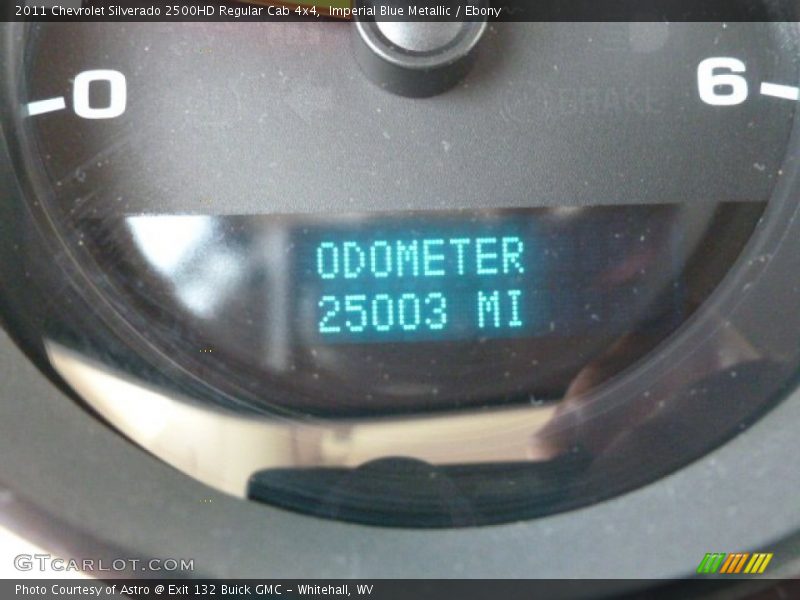 2011 Chevrolet Silverado 2500HD Regular Cab 4x4, Imperial Blue Metallic / Ebony
0
6
BRAKE
ODOMETER
25003 MI
GTCARLOT.COM
Photo Courtesy of Astro @ Exit 132 Buick GMC - Whitehall, WV